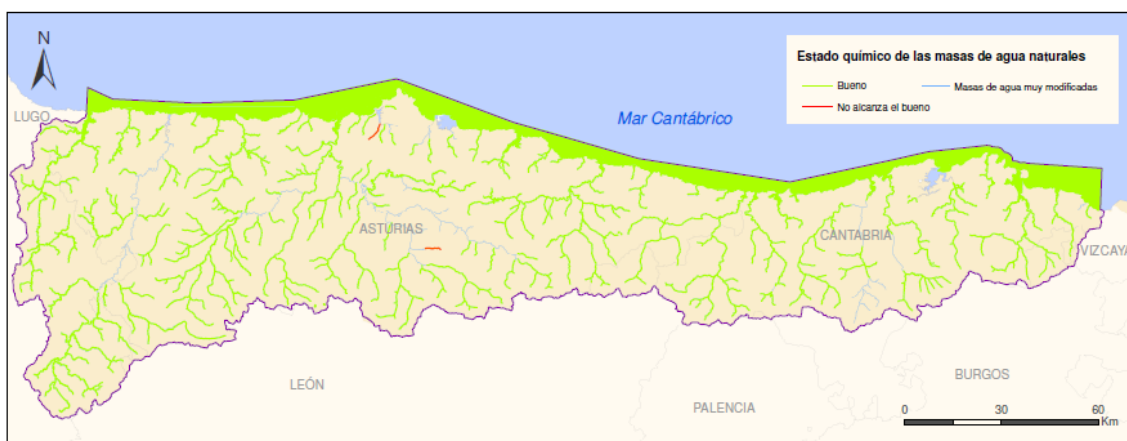 N
Estado químico de las masas de agua naturales
Bueno
Masas de agua muy modificadas
No alcanza el bueno
LUGO
Mar Cantábrico
ASTURIAS
CANTABRIA
VIZCAYA
LEÓN
BURGOS
PALENCIA
0 30 60
Km